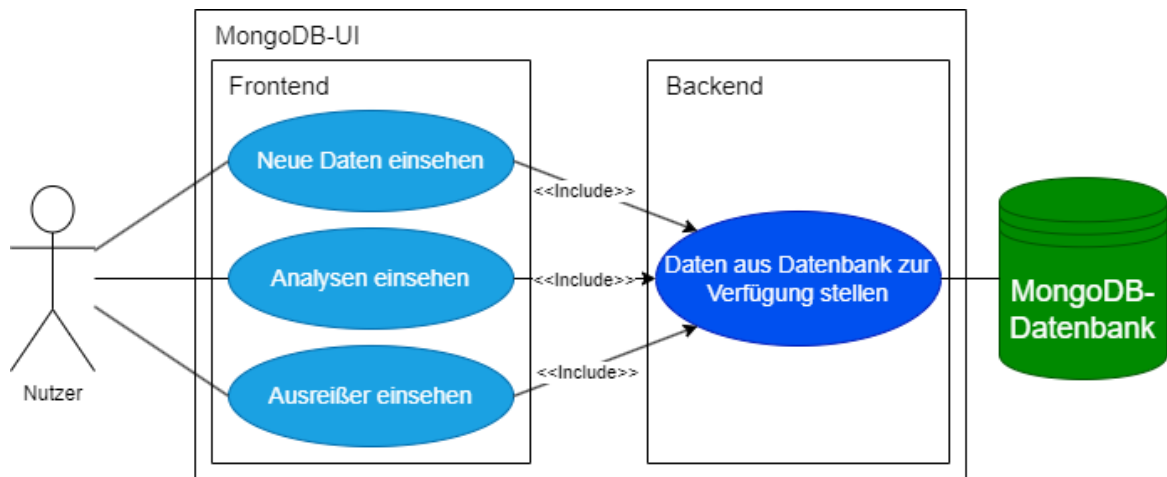 MongoDB-UI
Frontend
Backend
Neue Daten einsehen
<<Include>>
Analysen einsehen
<<Include>>
Daten aus Datenbank zur
Verfügung stellen
MongoDB-
Datenbank
Ausreißer einsehen
<<Include>>
Nutzer